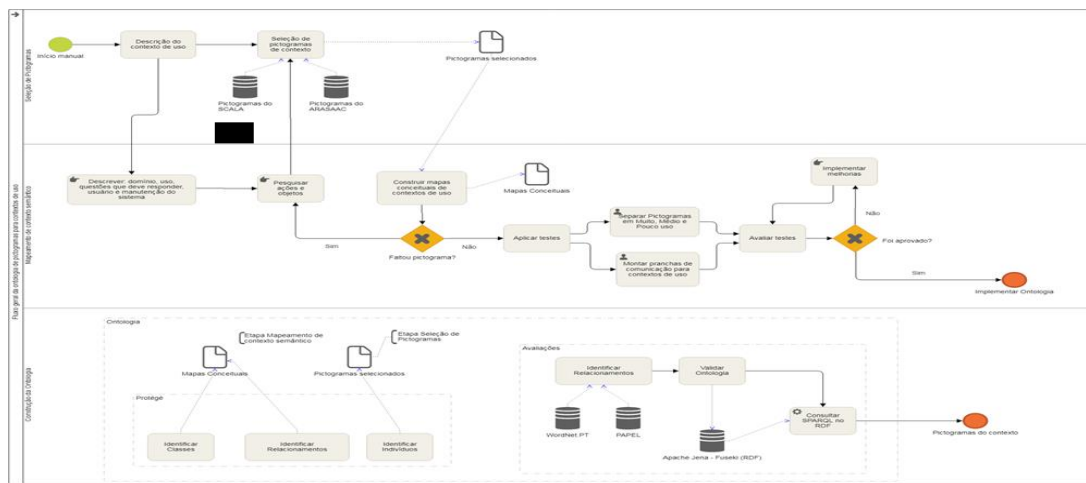 Fluxo geral da ontologia de pictogramas para contextos de uso
Seleção de Pictogramas
Início manual
Descrição do
contexto de uso
Seleção de
pictogramas
de contexto
Pictogramas selecionados
Pictogramas do
SCALA
Pictogramas do
ARASAAC
Mapeamento de contexto semântico
Descrever: domínio, uso,
questões que deve responder,
usuário e manutenção do
sistema
Pesquisar
ações e
objetos
Construir mapas
conceituais de
contextos de uso
Mapas Conceituais
Implementar
melhorias
Sim
Faltou pictograma?
Não
Aplicar testes
Separar Pictogramas
em Muito, Médio e
Pouco uso
Montar pranchas de
comunicação para
contextos de uso
Avaliar testes
Não
Foi aprovado?
Sim
Implementar Ontologia
Construção da Ontologia
Ontologia
Etapa Mapeamento de
contexto semântico
Etapa Seleção de
Pictogramas
Mapas Conceituais
Pictogramas selecionados
Protégé
Identificar
Classes
Identificar
Relacionamentos
Identificar
Indivíduos
Avaliações
Identificar
Relacionamentos
Validar
Ontologia
WordNet PT
PAPEL
Apache Jena - Fuseki (RDF)
Consultar
SPARQL no
RDF
Pictogramas do contexto